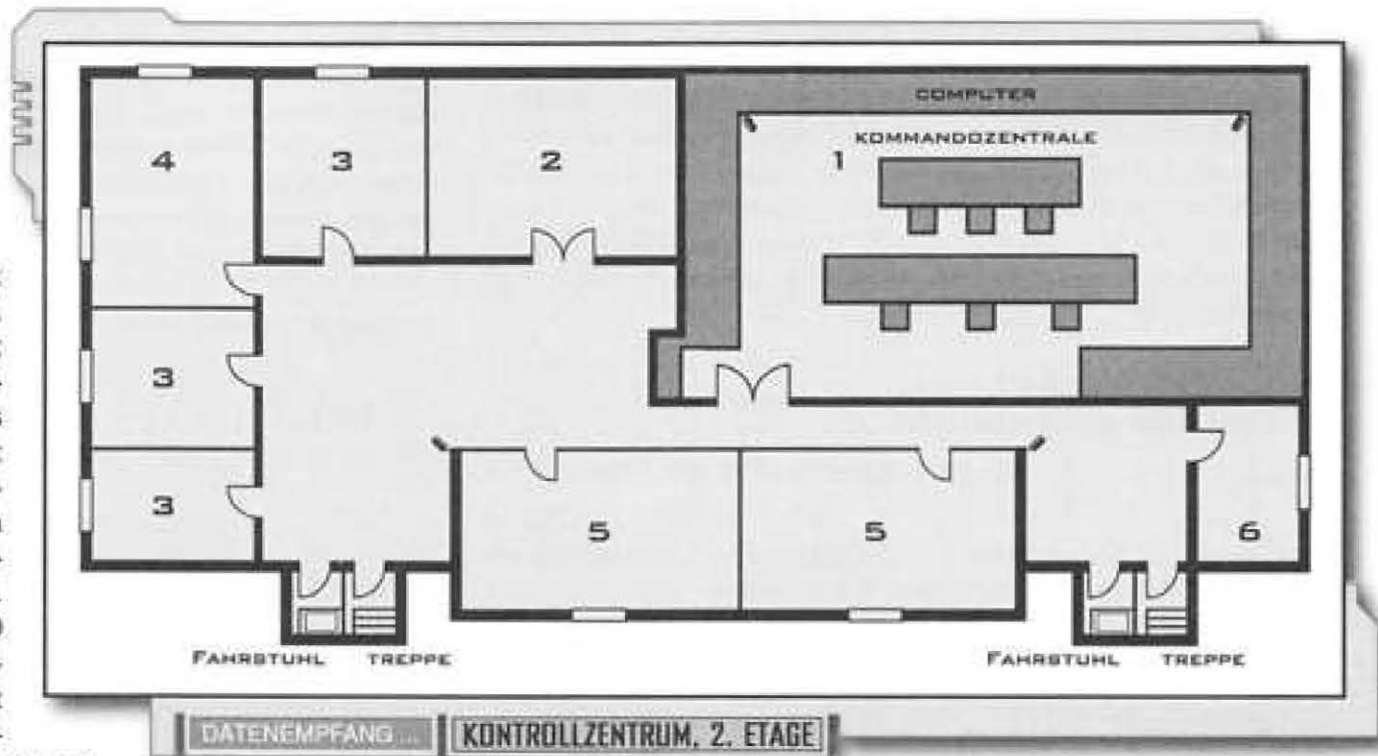 COMPUTER
KOMMANDOZENTRALE
4
3
2
1
3
3
5
5
6
FAHRSTUHL TREPPE
FAHRSTUHL TREPPE
DATENEMPFANG... KONTROLLZENTRUM, 2. ETAGE